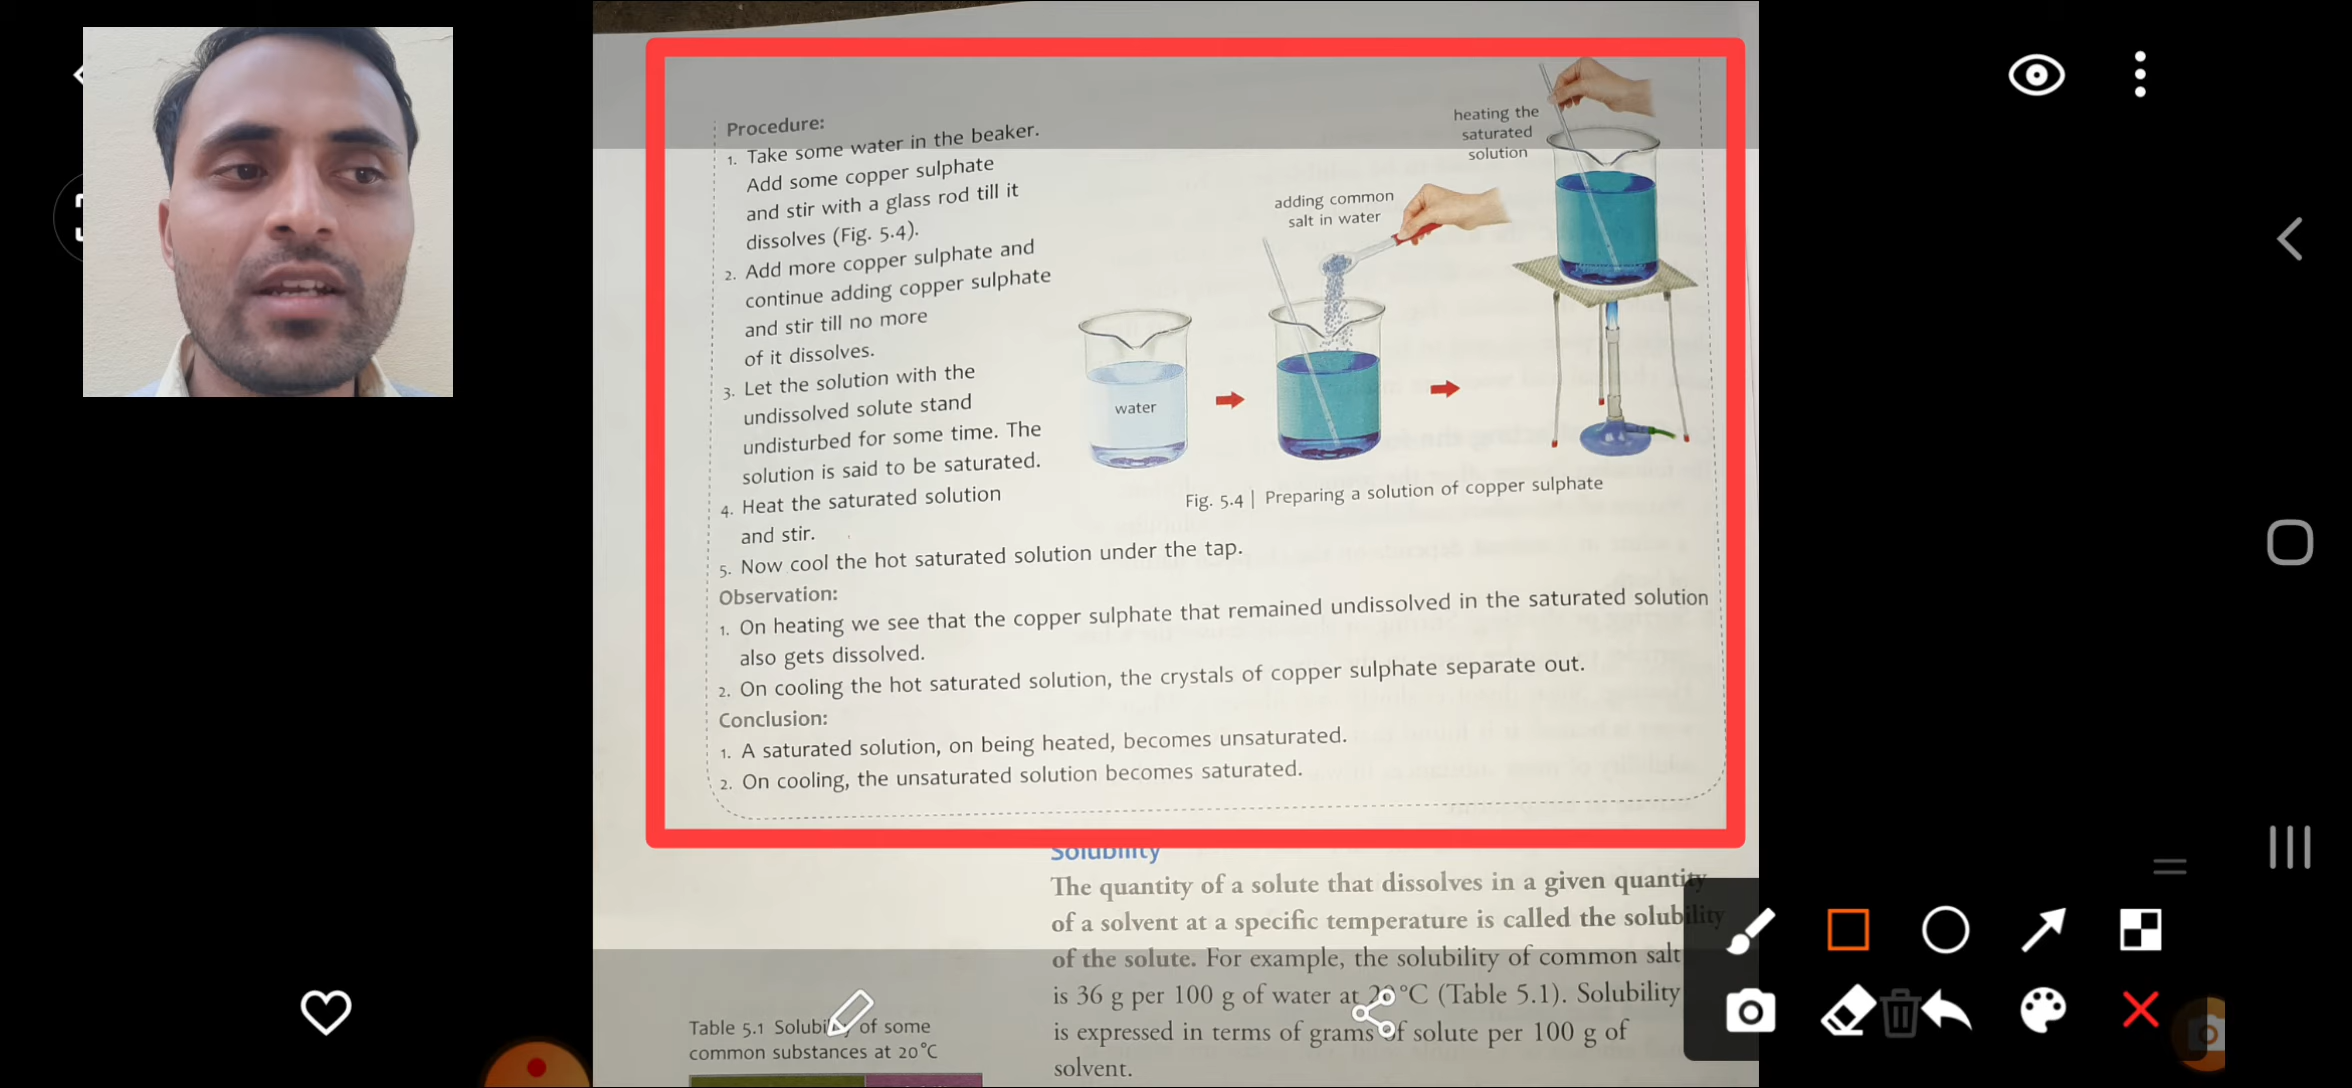 Procedure:
1. Take some water in the beaker.
Add some copper sulphate
and stir with a glass rod till it
dissolves (Fig. 5.4).
2. Add more copper sulphate and
continue adding copper sulphate
and stir till no more
of it dissolves.
3. Let the solution with the
undissolved solute stand
undisturbed for some time. The
solution is said to be saturated.
4. Heat the saturated solution
and stir.
5. Now cool the hot saturated solution under the tap.
heating the
saturated
solution
adding common
salt in water
water
Fig. 5.4 | Preparing a solution of copper sulphate
Observation:
1. On heating we see that the copper sulphate that remained undissolved in the saturated solution
also gets dissolved.
2. On cooling the hot saturated solution, the crystals of copper sulphate separate out.
Conclusion:
1. A saturated solution, on being heated, becomes unsaturated.
2. On cooling, the unsaturated solution becomes saturated.
Solubility
The quantity of a solute that dissolves in a given quantity
of a solvent at a specific temperature is called the solubility
of the solute. For example, the solubility of common salt
is 36 g per 100 g of water at 20°C (Table 5.1). Solubility
is expressed in terms of grams of solute per 100 g of
solvent.
Table 5.1 Solubility of some
common substances at 20°C